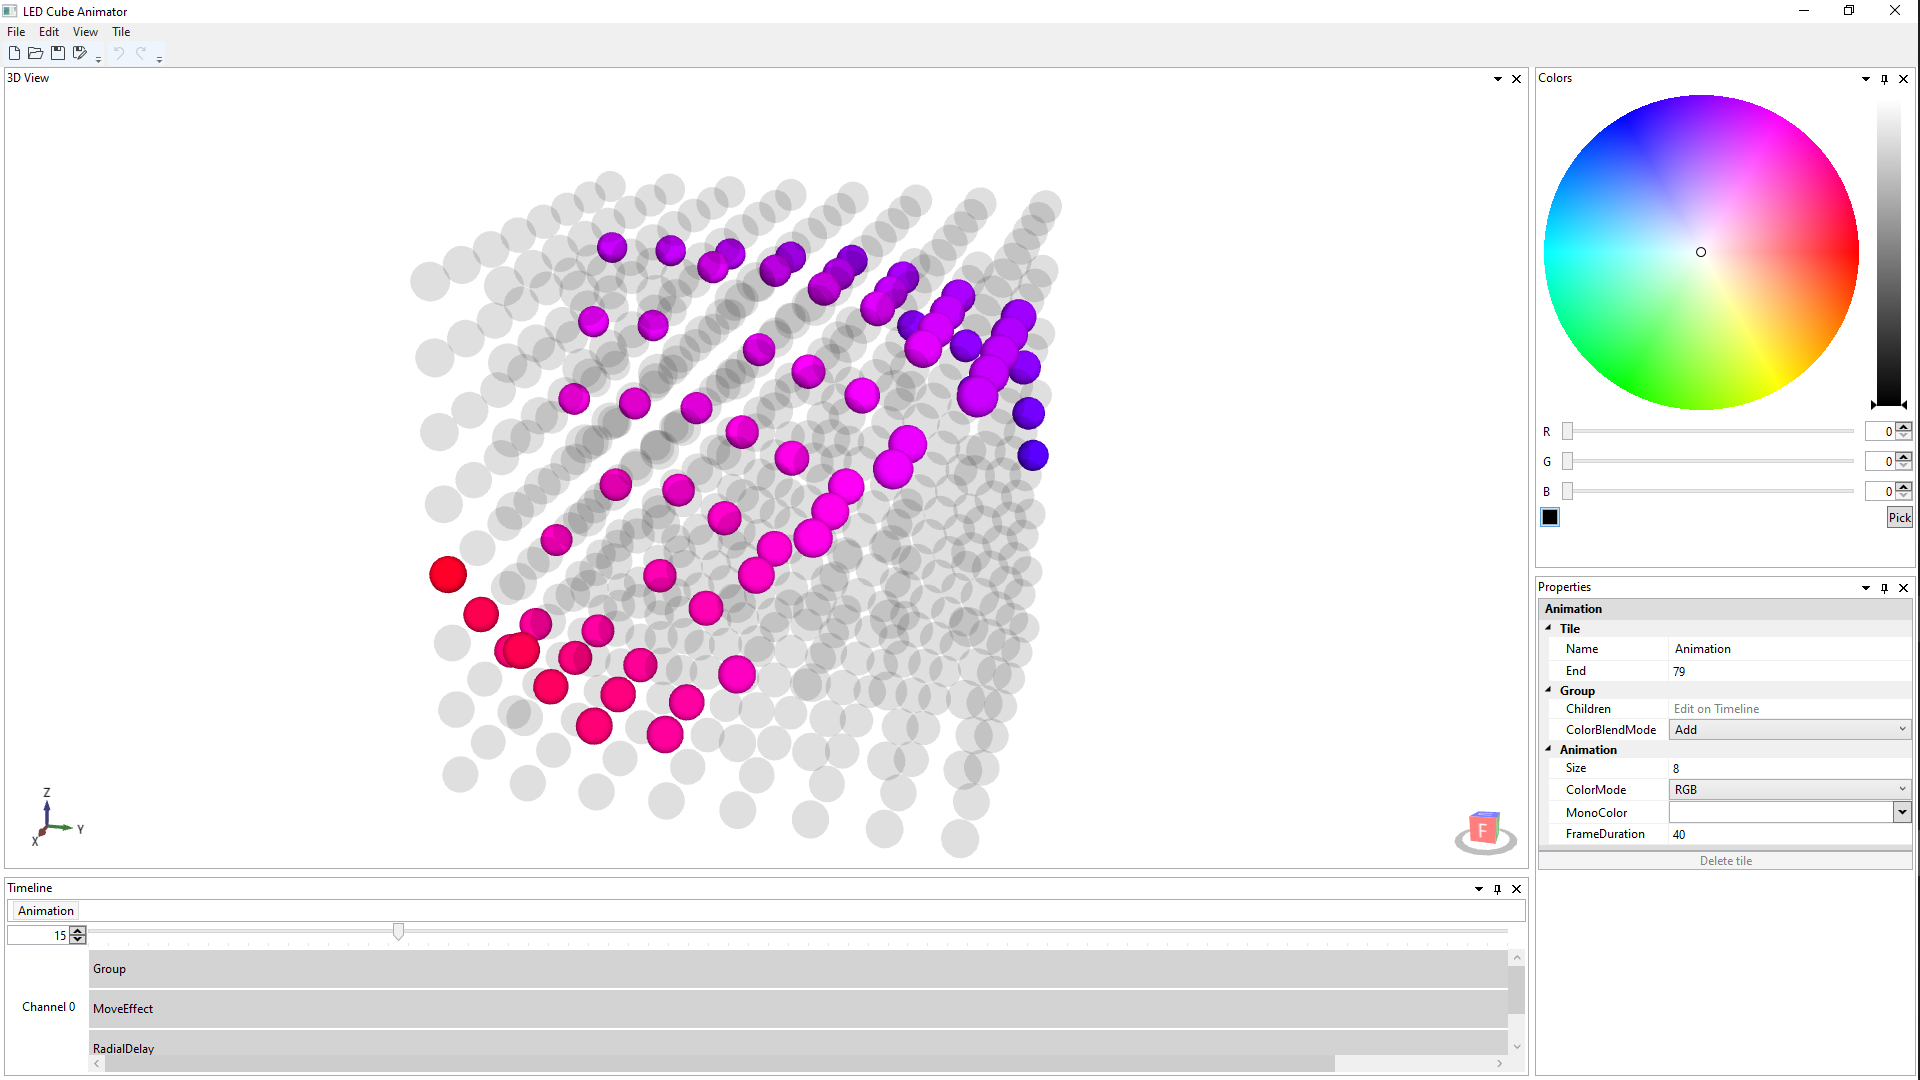 LED Cube Animator
File Edit View Tile
3D View
Z
Y
X
F
Colors
R 0
G 0
B 0
Pick
Properties
Animation
Tile
Name Animation
End 79
Group
Children Edit on Timeline
ColorBlendMode Add
Animation
Size 8
ColorMode RGB
MonoColor
FrameDuration 40
Delete tile
Timeline
Animation
15
Channel 0
Group
MoveEffect
RadialDelay